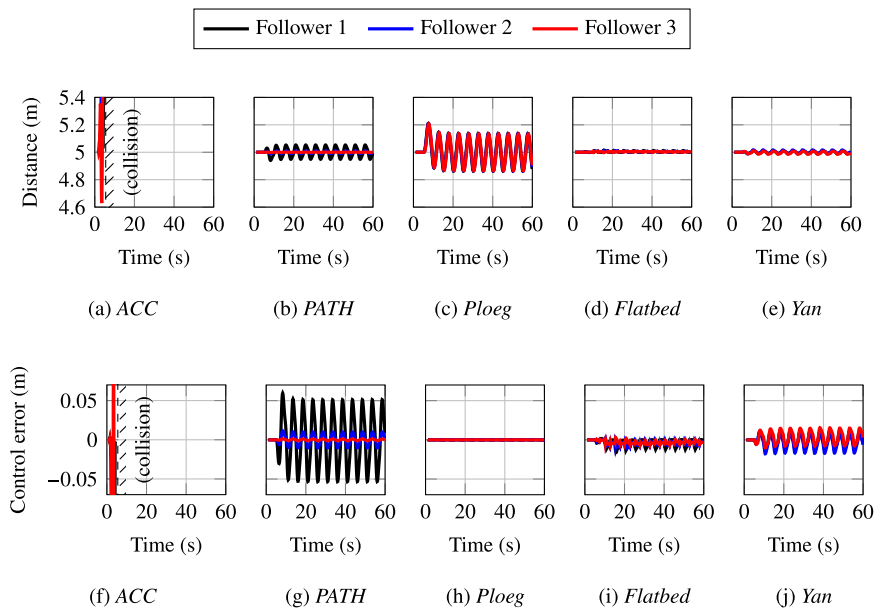 Follower 1 Follower 2 Follower 3
Distance (m)
5.4
5.2
5
4.8
4.6
(collision)
0 20 40 60 0 20 40 60 0 20 40 60 0 20 40 60 0 20 40 60
Time (s) Time (s) Time (s) Time (s) Time (s)
(a) ACC (b) PATH (c) Ploeg (d) Flatbed (e) Yan
Control error (m)
0.05
0
−0.05
(collision)
0 20 40 60 0 20 40 60 0 20 40 60 0 20 40 60 0 20 40 60
Time (s) Time (s) Time (s) Time (s) Time (s)
(f) ACC (g) PATH (h) Ploeg (i) Flatbed (j) Yan